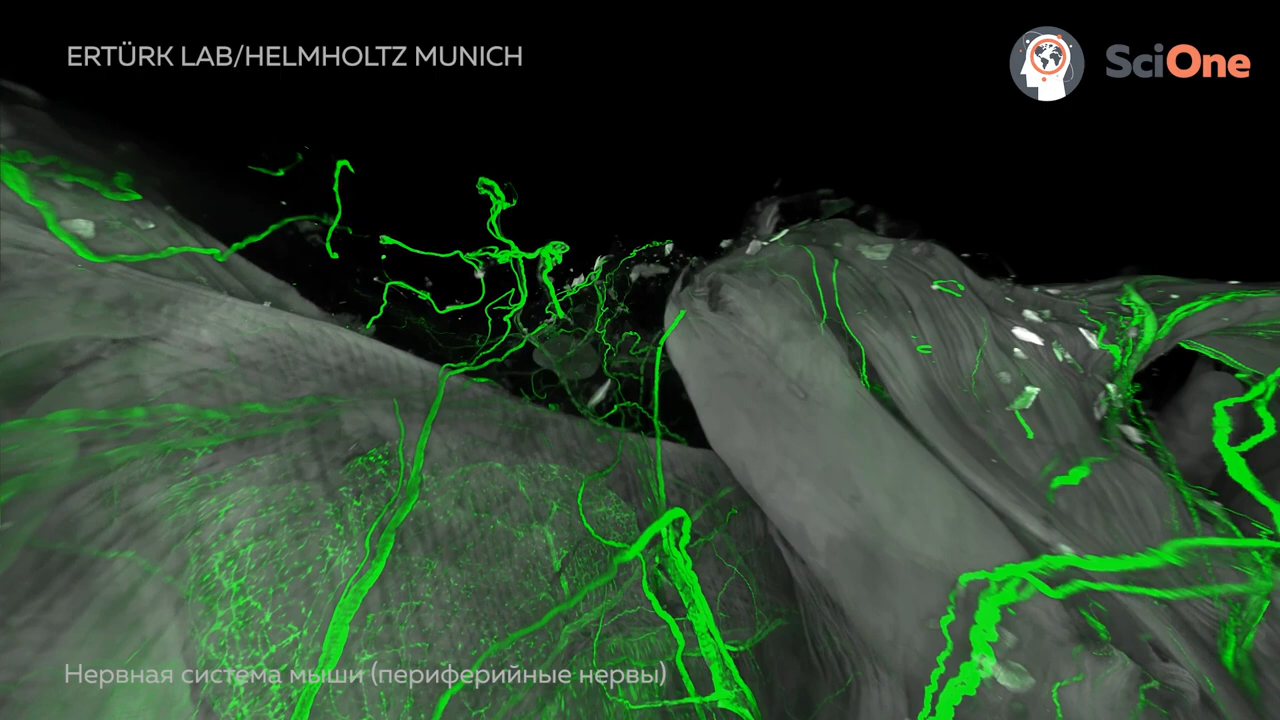 ERTÜRK LAB/HELMHOLTZ MUNICH
SciOne
Нервная система мыши (периферийные нервы)